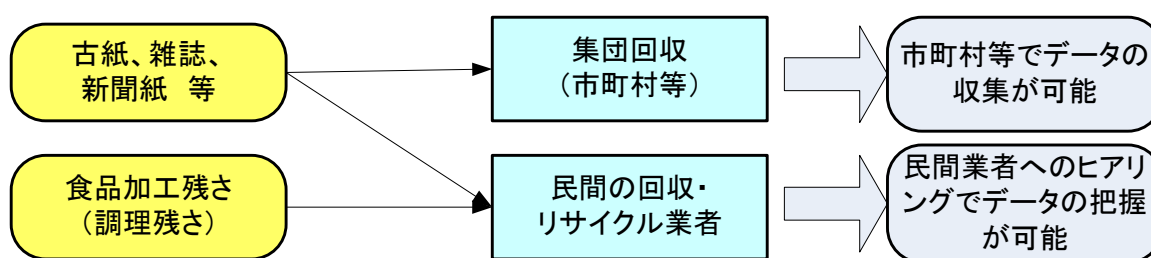 古紙、雑誌、
新聞紙　等
集団回収
（市町村等）
市町村等でデータの
収集が可能
食品加工残さ
（調理残さ）
民間の回収・
リサイクル業者
民間業者へのヒアリ
ングでデータの把握
が可能